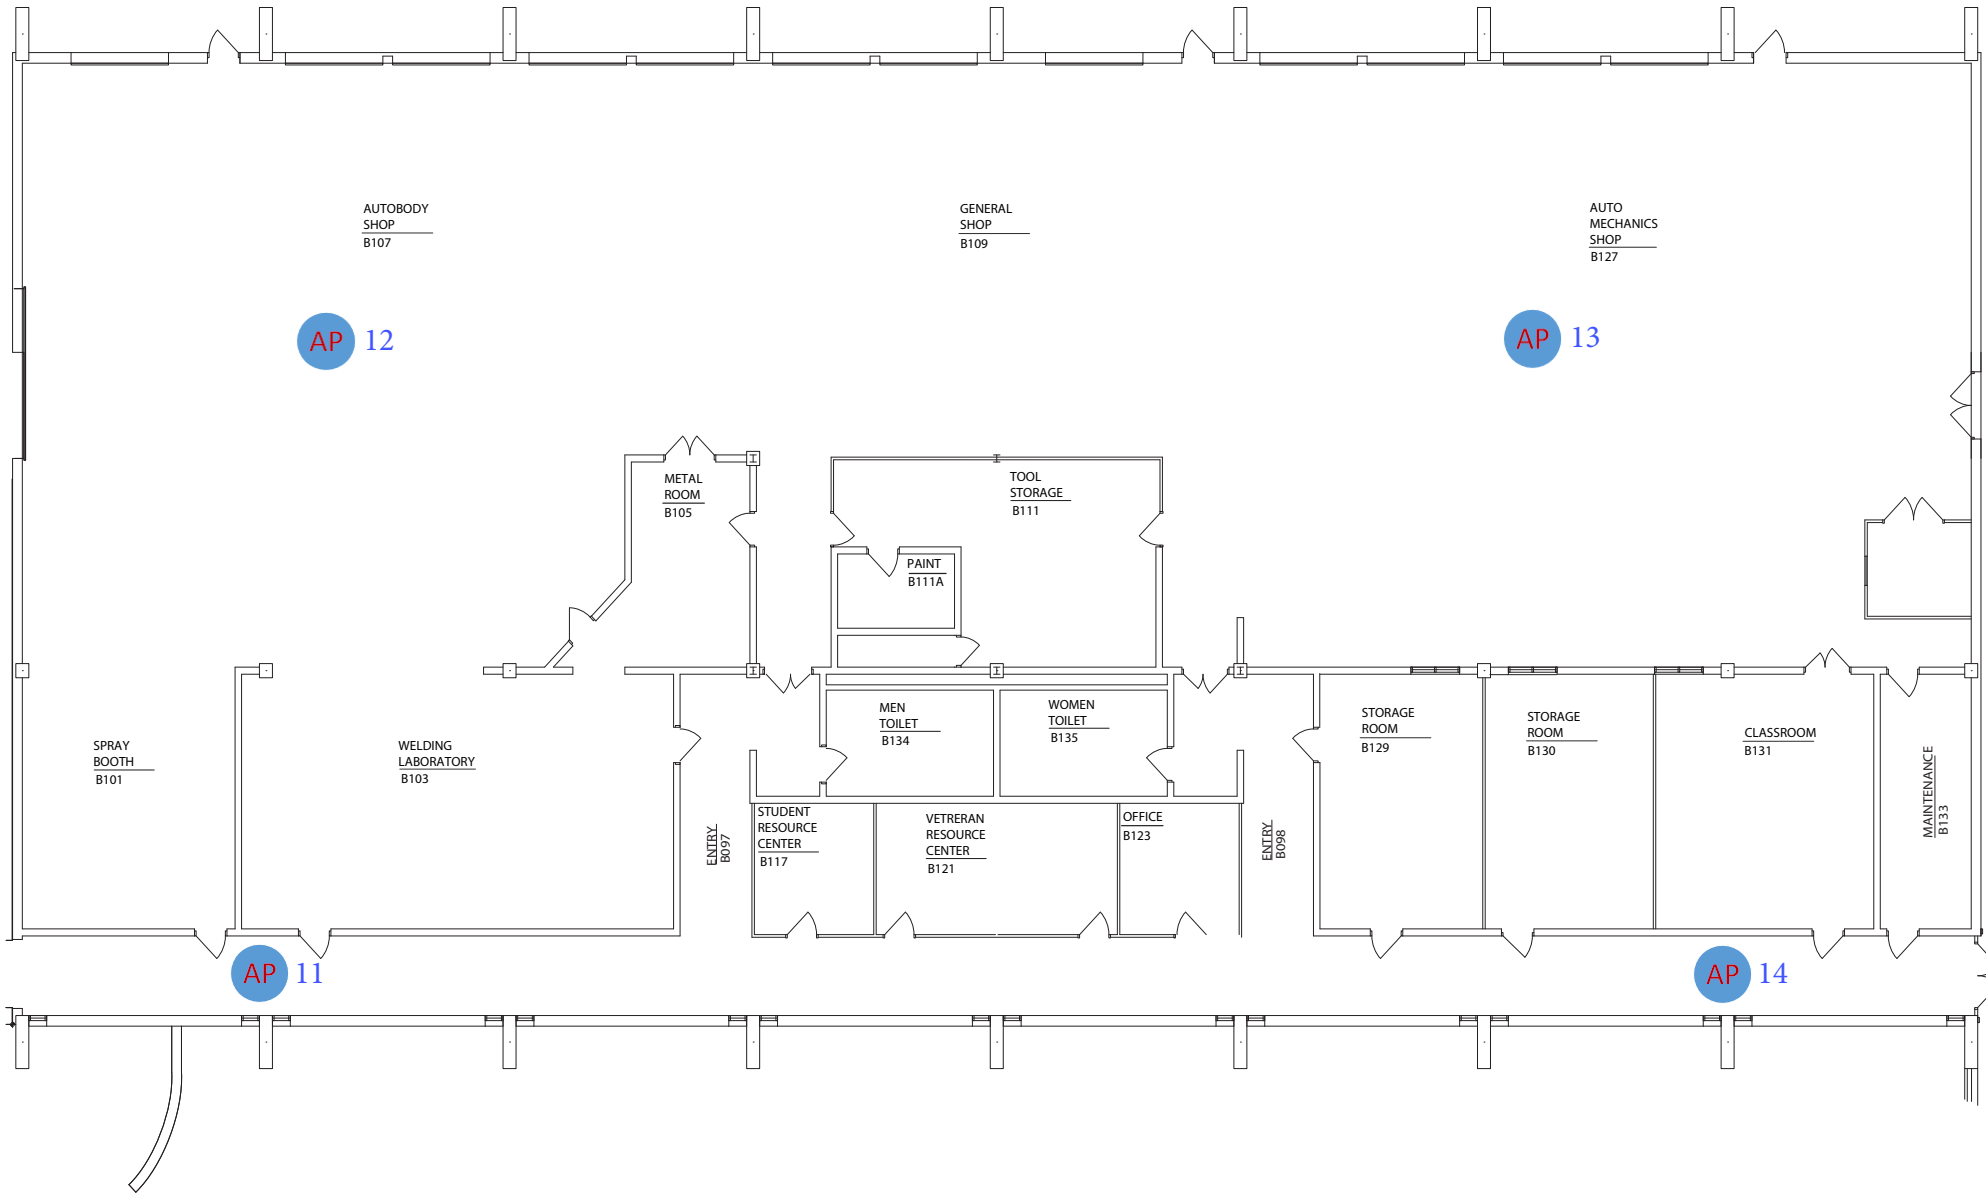 AUTOBODY
SHOP
B107
GENERAL
SHOP
B109
AUTO
MECHANICS
SHOP
B127
AP 12
AP 13
METAL
ROOM
B105
TOOL
STORAGE
B111
PAINT
B111A
SPRAY
BOOTH
B101
WELDING
LABORATORY
B103
MEN
TOILET
B134
WOMEN
TOILET
B135
STORAGE
ROOM
B129
STORAGE
ROOM
B130
CLASSROOM
B131
MAINTENANCE
B133
ENTRY
B097
STUDENT
RESOURCE
CENTER
B117
VETRERAN
RESOURCE
CENTER
B121
OFFICE
B123
ENTRY
B098
AP 11
AP 14